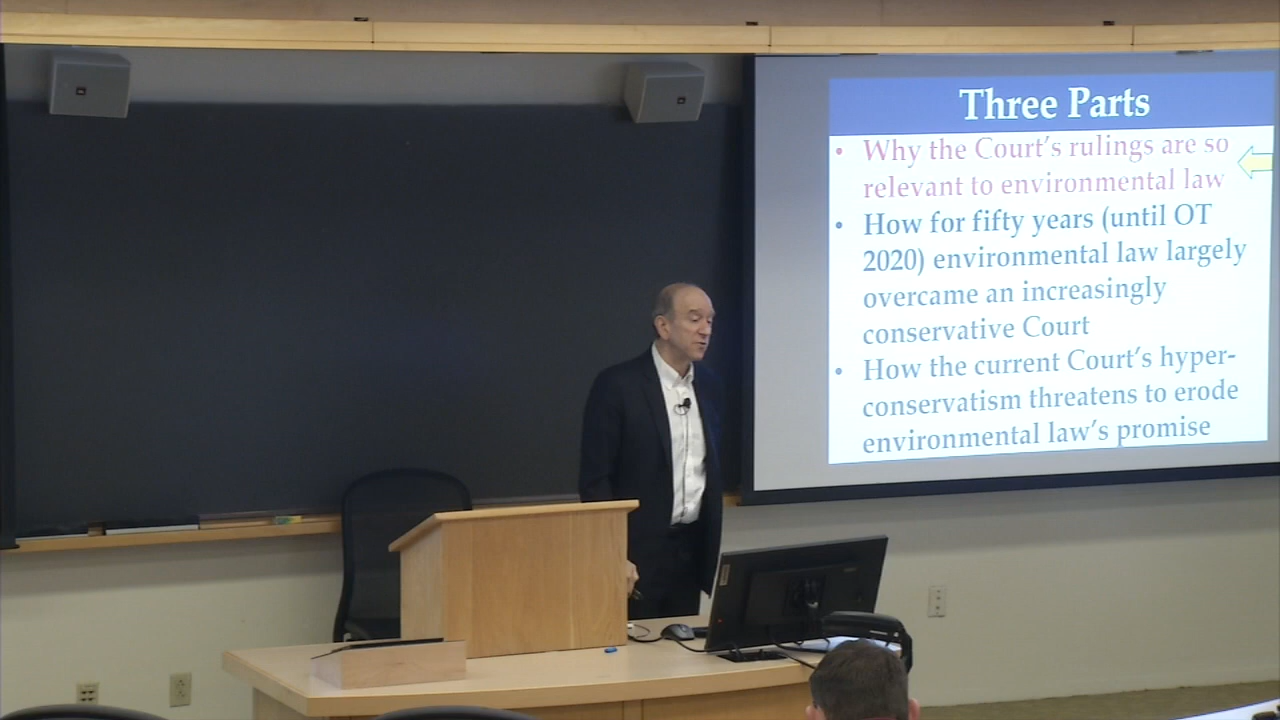 Three Parts
• Why the Court's rulings are so
relevant to environmental law
• How for fifty years (until OT
2020) environmental law largely
overcame an increasingly
conservative Court
• How the current Court's hyper-
conservatism threatens to erode
environmental law's promise